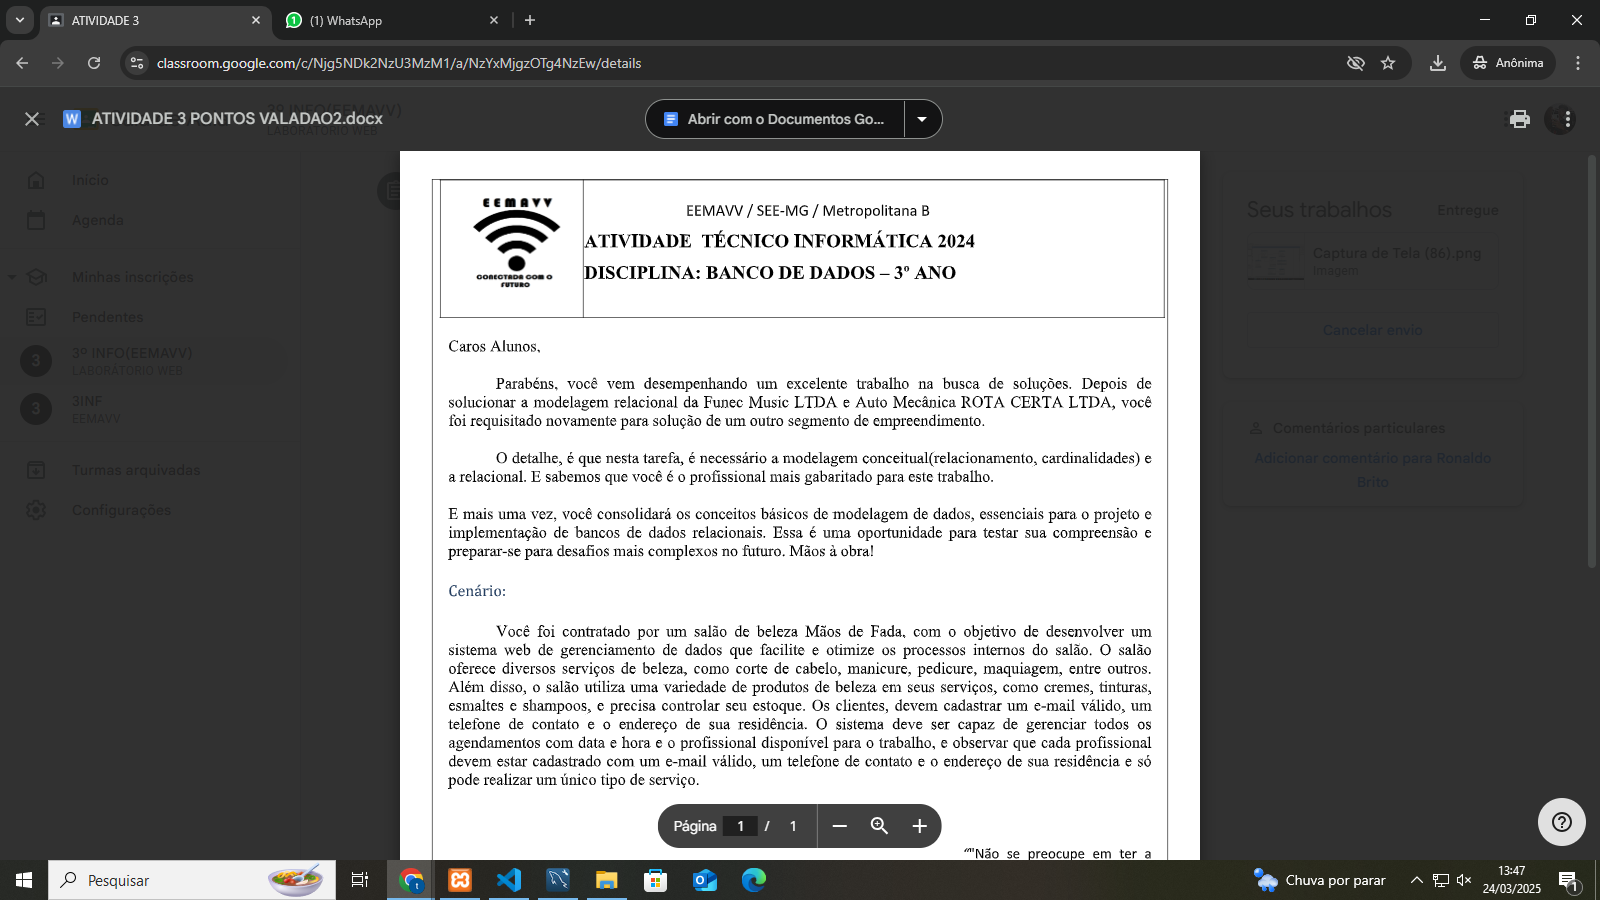 ATIVIDADE 3
(1) WhatsApp
classroom.google.com/c/Njg5NDk2NzU3MzM1/a/NzYxMjgzOTg4NzEw/details
Anônima
ATIVIDADE 3 PONTOS VALADAO2.docx
3º INFO(EEMAVV)
LABORATÓRIO WEB
Abrir com o Documentos Go...
Início
Agenda
Minhas inscrições
Pendentes
3
3º INFO(EEMAVV)
LABORATÓRIO WEB
3
3INF
EEMAVV
Turmas arquivadas
Configurações
EEMAVV
CONECTADA COM O
FUTURO
EEMAVV / SEE-MG / Metropolitana B
ATIVIDADE TÉCNICO INFORMÁTICA 2024
DISCIPLINA: BANCO DE DADOS – 3º ANO
Caros Alunos,
Parabéns, você vem desempenhando um excelente trabalho na busca de soluções. Depois de
solucionar a modelagem relacional da Funec Music LTDA e Auto Mecânica ROTA CERTA LTDA, você
foi requisitado novamente para solução de um outro segmento de empreendimento.
O detalhe, é que nesta tarefa, é necessário a modelagem conceitual(relacionamento, cardinalidades) e
a relacional. E sabemos que você é o profissional mais gabaritado para este trabalho.
E mais uma vez, você consolidará os conceitos básicos de modelagem de dados, essenciais para o projeto e
implementação de bancos de dados relacionais. Essa é uma oportunidade para testar sua compreensão e
preparar-se para desafios mais complexos no futuro. Mãos à obra!
Cenário:
Você foi contratado por um salão de beleza Mãos de Fada, com o objetivo de desenvolver um
sistema web de gerenciamento de dados que facilite e otimize os processos internos do salão. O salão
oferece diversos serviços de beleza, como corte de cabelo, manicure, pedicure, maquiagem, entre outros.
Além disso, o salão utiliza uma variedade de produtos de beleza em seus serviços, como cremes, tinturas,
esmaltes e shampoos, e precisa controlar seu estoque. Os clientes, devem cadastrar um e-mail válido, um
telefone de contato e o endereço de sua residência. O sistema deve ser capaz de gerenciar todos os
agendamentos com data e hora e o profissional disponível para o trabalho, e observar que cada profissional
devem estar cadastrado com um e-mail válido, um telefone de contato e o endereço de sua residência e só
pode realizar um único tipo de serviço.
“"Não se preocupe em ter a
Página 1 / 1
Seus trabalhos
Entregue
Captura de Tela (86).png
Imagem
Cancelar envio
Comentários particulares
Adicionar comentário para Ronaldo
Brito
Pesquisar
Chuva por parar
13:47
24/03/2025
1